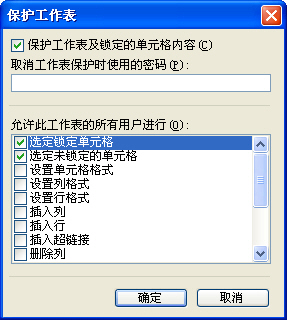 保护工作表
保护工作表及锁定的单元格内容(C)
取消工作表保护时使用的密码(P):
允许此工作表的所有用户进行(O):
选定锁定单元格
选定未锁定的单元格
设置单元格格式
设置列格式
设置行格式
插入列
插入行
插入超链接
删除列
确定 取消